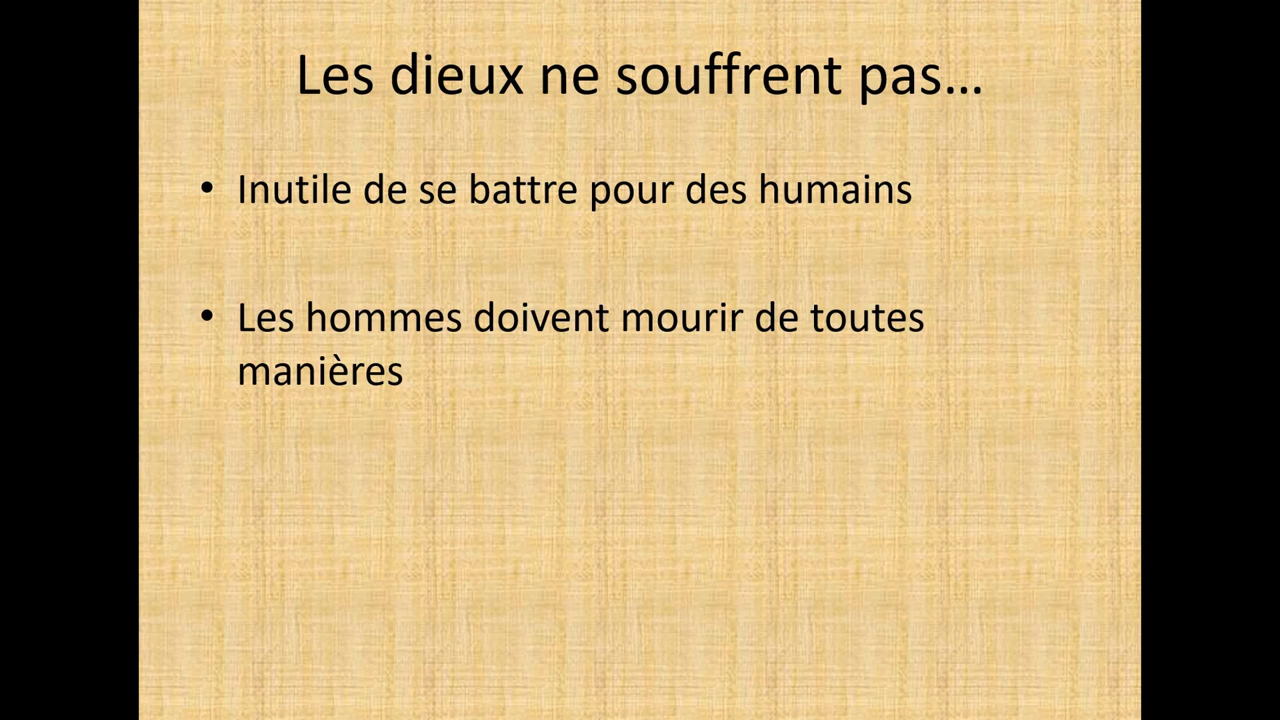 Les dieux ne souffrent pas…
• Inutile de se battre pour des humains
• Les hommes doivent mourir de toutes
manières